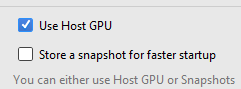 Use Host GPU
Store a snapshot for faster startup
You can either use Host GPU or Snapshots